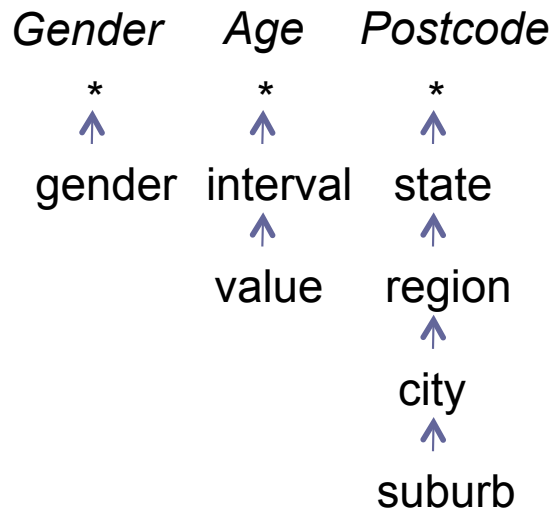 Gender Age Postcode
* * *
gender interval state
value region
city
suburb